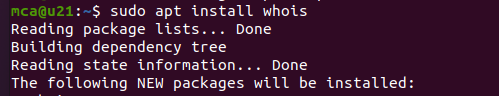 mca@u21:~$ sudo apt install whois
Reading package lists... Done
Building dependency tree
Reading state information... Done
The following NEW packages will be installed: